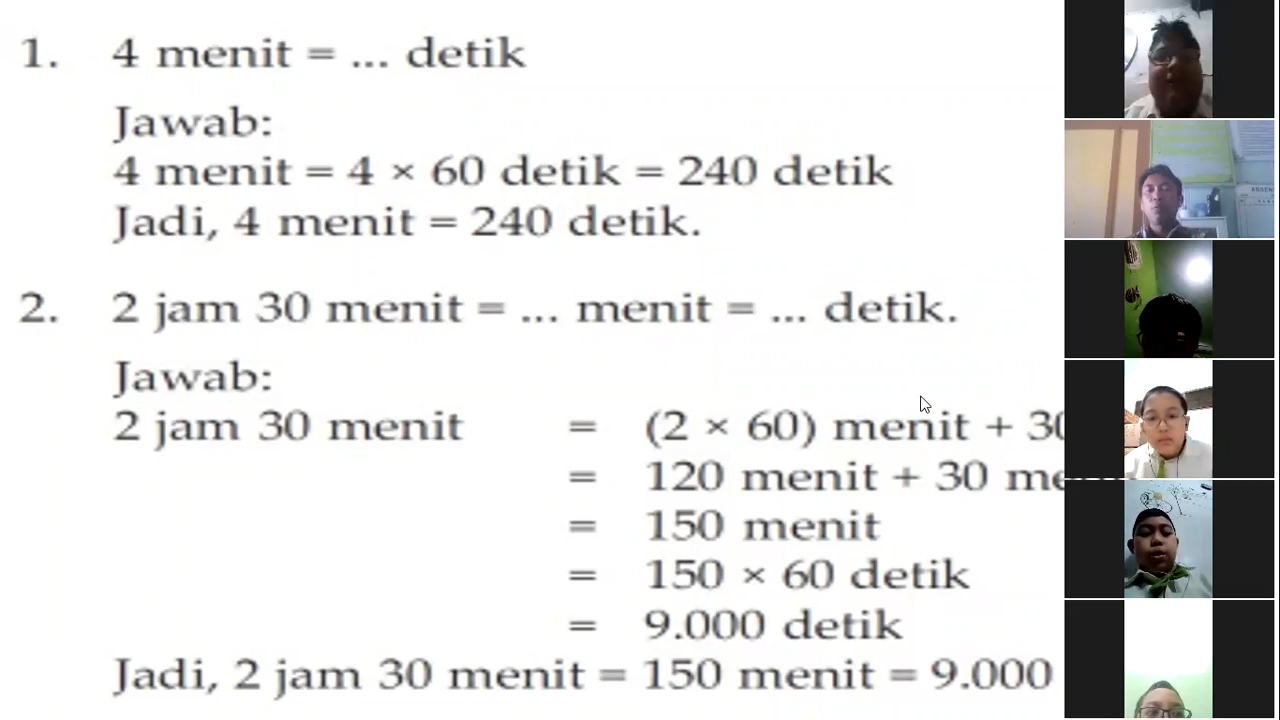 1. 4 menit = ... detik
Jawab:
4 menit = 4 × 60 detik = 240 detik
Jadi, 4 menit = 240 detik.
2. 2 jam 30 menit = ... menit = ... detik.
Jawab:
2 jam 30 menit = (2 × 60) menit + 30
= 120 menit + 30
= 150 menit
= 150 × 60 detik
= 9.000 detik
Jadi, 2 jam 30 menit = 150 menit = 9.000